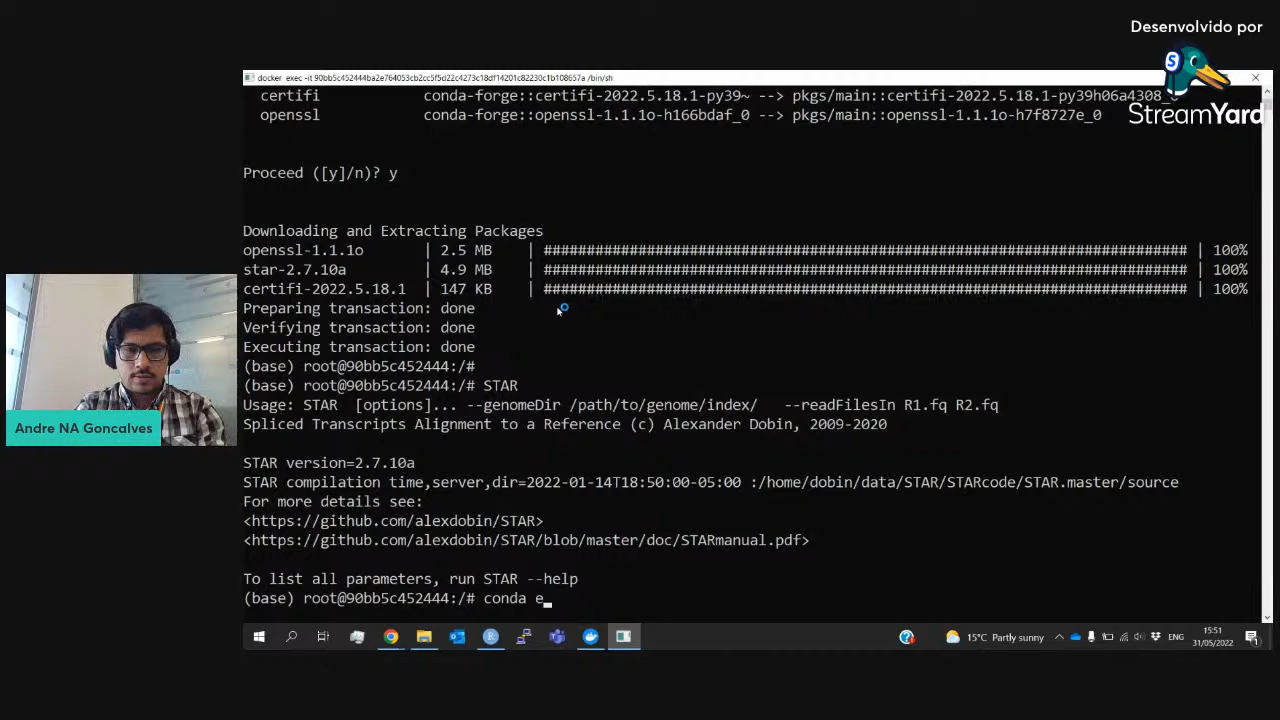 Desenvolvido por
StreamYard
docker exec -it 90bb5c452444ba2e764053cb2cc5f5d22c4273c18df14201c82230c1b108657a /bin/sh
certifi conda-forge::certifi-2022.5.18.1-py39~ --> pkgs/main::certifi-2022.5.18.1-py39h06a4308_0
openssl conda-forge::openssl-1.1.1o-h166bdaf_0 --> pkgs/main::openssl-1.1.1o-h7f8727e_0
Proceed ([y]/n)? y
Downloading and Extracting Packages
openssl-1.1.1o | 2.5 MB | ########################################################################### | 100%
star-2.7.10a | 4.9 MB | ########################################################################### | 100%
certifi-2022.5.18.1 | 147 KB | ########################################################################### | 100%
Preparing transaction: done
Verifying transaction: done
Executing transaction: done
(base) root@90bb5c452444:/#
(base) root@90bb5c452444:/# STAR
Usage: STAR [options]... --genomeDir /path/to/genome/index/ --readFilesIn R1.fq R2.fq
Spliced Transcripts Alignment to a Reference (c) Alexander Dobin, 2009-2020
STAR version=2.7.10a
STAR compilation time,server,dir=2022-01-14T18:50:00-05:00 :/home/dobin/data/STAR/STARcode/STAR.master/source
For more details see:
<https://github.com/alexdobin/STAR>
<https://github.com/alexdobin/STAR/blob/master/doc/STARmanual.pdf>
To list all parameters, run STAR --help
(base) root@90bb5c452444:/# conda e_
Andre NA Goncalves
15°C Partly sunny
ENG
15:51
31/05/2022